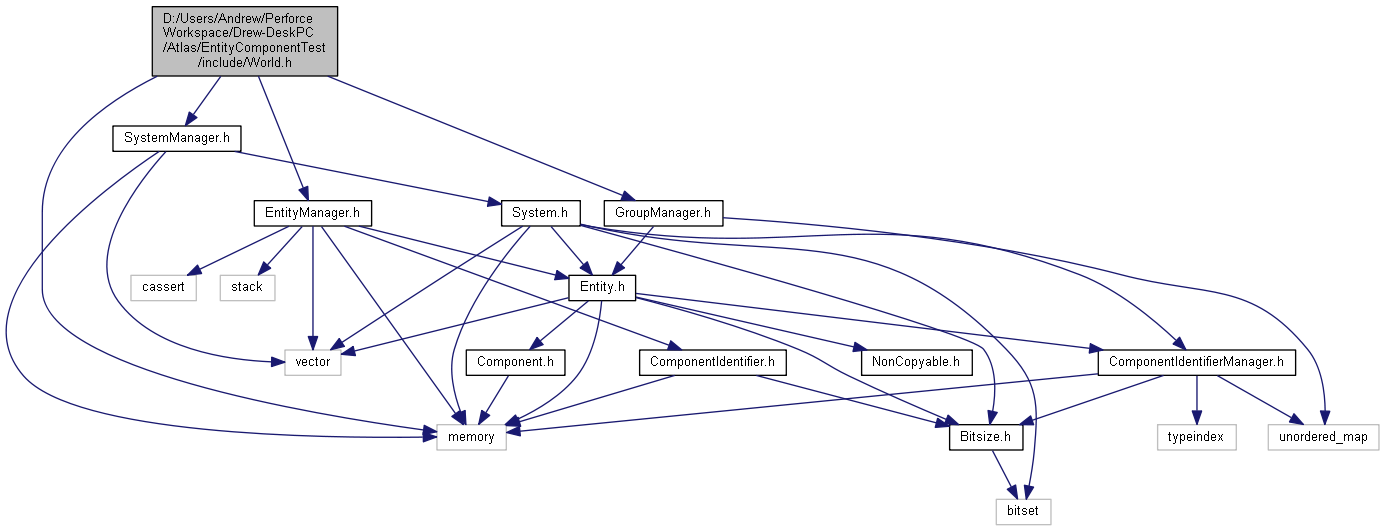 D:/Users/Andrew/Perforce
Workspace/Drew-DeskPC
/Atlas/EntityComponentTest
/include/World.h
SystemManager.h
EntityManager.h
System.h
GroupManager.h
cassert
stack
Entity.h
vector
Component.h
ComponentIdentifier.h
NonCopyable.h
ComponentIdentifierManager.h
memory
Bitsize.h
typeindex
unordered_map
bitset